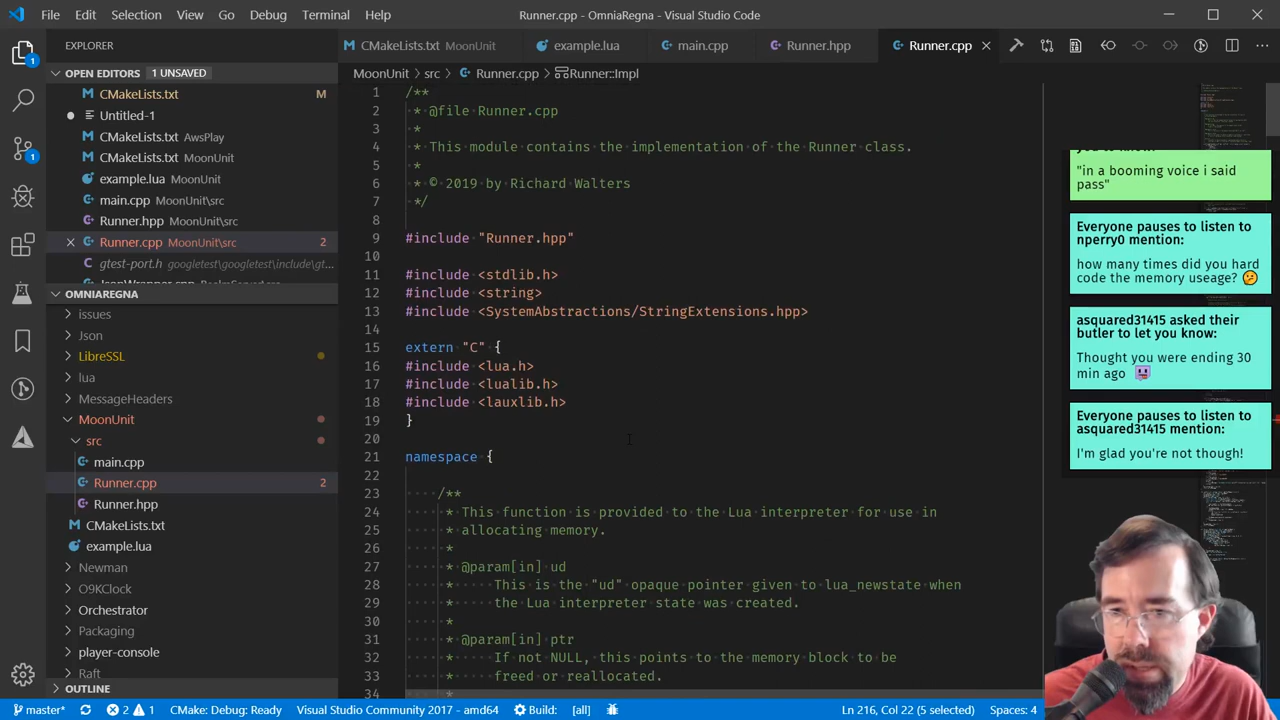 File Edit Selection View Go Debug Terminal Help
Runner.cpp - OmniaRegna - Visual Studio Code
1
EXPLORER
OPEN EDITORS 1 UNSAVED
CMakeLists.txt M
Untitled-1
CMakeLists.txt AwsPlay
CMakeLists.txt MoonUnit
example.lua MoonUnit
main.cpp MoonUnit\src
Runner.hpp MoonUnit\src
Runner.cpp MoonUnit\src 2
gtest-port.h googletest\googletest\include\gt...
OMNIAREGNA
issues
Json
LibreSSL
lua
MessageHeaders
MoonUnit
src
main.cpp
Runner.cpp 2
Runner.hpp
CMakeLists.txt
example.lua
Newman
O9KClock
Orchestrator
Packaging
player-console
Raft
OUTLINE
1
CMakeLists.txt MoonUnit example.lua main.cpp Runner.hpp Runner.cpp
MoonUnit > src > Runner.cpp > Runner::Impl
1 /**
2 * @file Runner.cpp
3 *
4 * This module contains the implementation of the Runner class.
5 *
6 * © 2019 by Richard Walters
7 */
8
9 #include "Runner.hpp"
10
11 #include <stdlib.h>
12 #include <string>
13 #include <SystemAbstractions/StringExtensions.hpp>
14
15 extern "C" {
16 #include <lua.h>
17 #include <lualib.h>
18 #include <lauxlib.h>
19 }
20
21 namespace {
22
23 /**
24 * This function is provided to the Lua interpreter for use in
25 * allocating memory.
26 *
27 * @param[in] ud
28 * This is the "ud" opaque pointer given to lua_newstate when
29 * the Lua interpreter state was created.
30 *
31 * @param[in] ptr
32 * If not NULL, this points to the memory block to be
33 * freed or reallocated.
34 *
"in a booming voice i said
pass"
Everyone pauses to listen to
nperry0 mention:
how many times did you hard
code the memory useage? 🤔
asquared31415 asked their
butler to let you know:
Thought you were ending 30
min ago
Everyone pauses to listen to
asquared31415 mention:
I'm glad you're not though!
master* 2 1 CMake: Debug: Ready Visual Studio Community 2017 - amd64 Build: [all] Ln 216, Col 22 (5 selected) Spaces: 4